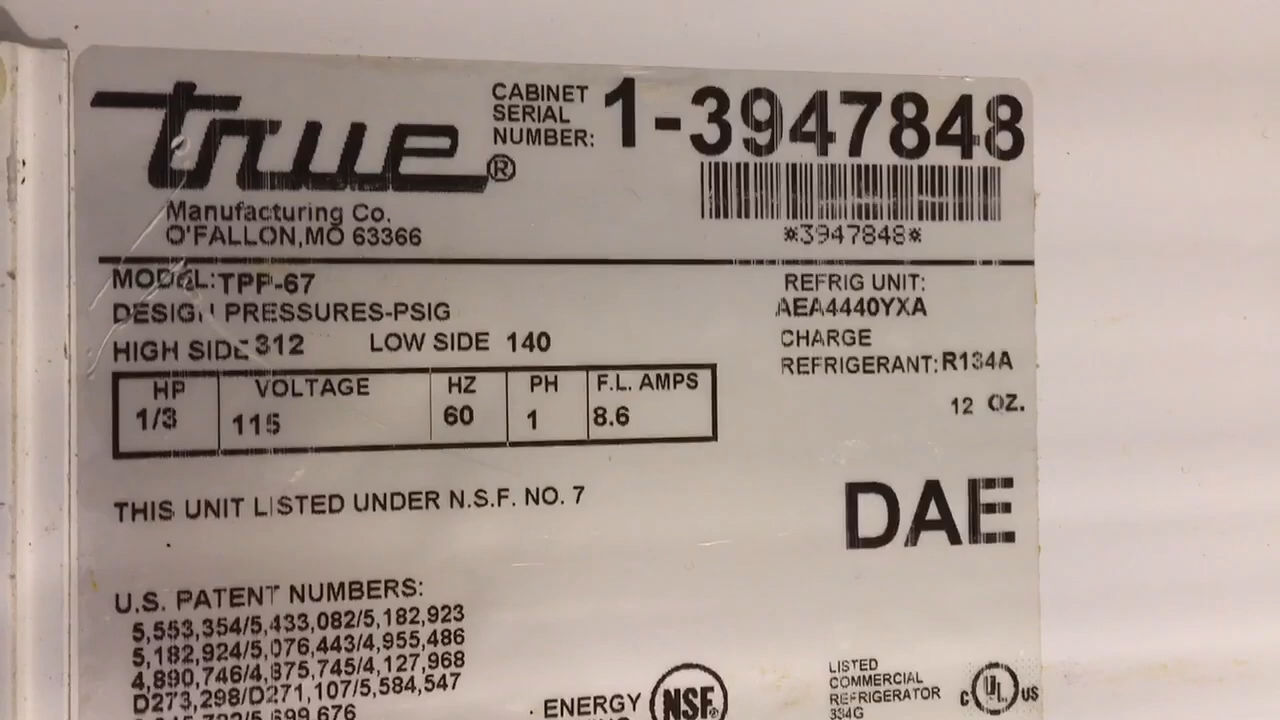 true®
Manufacturing Co.
O'FALLON,MO 63366
CABINET
SERIAL
NUMBER: 1-3947848
*3947848*
MODEL: TPP-67
DESIGN PRESSURES-PSIG
HIGH SIDE 312 LOW SIDE 140
REFRIG UNIT:
AEA4440YXA
CHARGE
REFRIGERANT: R134A
12 OZ.
HP VOLTAGE HZ PH F.L. AMPS
1/3 115 60 1 8.6
THIS UNIT LISTED UNDER N.S.F. NO. 7
DAE
U.S. PATENT NUMBERS:
5,553,354/5,433,082/5,182,923
5,182,924/5,076,443/4,955,486
4,890,746/4,875,745/4,127,968
D273,298/D271,107/5,584,547
ENERGY
NSF®
LISTED
COMMERCIAL
REFRIGERATOR
334G
C UL US